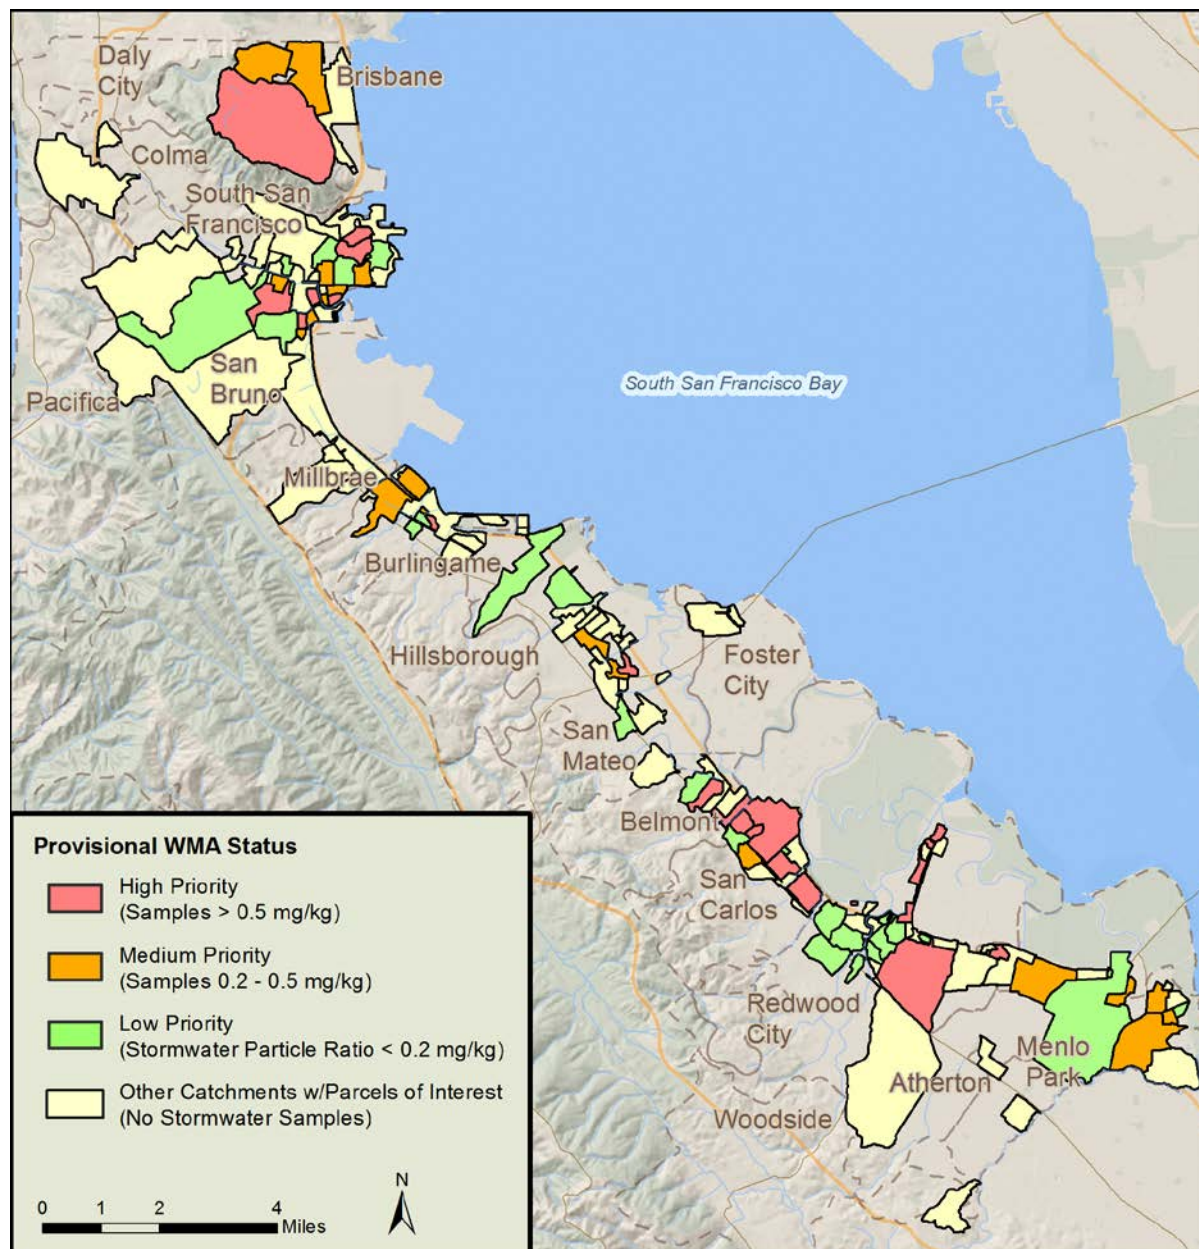 Daly
City
Brisbane
Colma
South San
Francisco
South San Francisco Bay
San
Bruno
Pacifica
Millbrae
Burlingame
Hillsborough
Foster
City
San
Mateo
Belmont
San
Carlos
Redwood
City
Menlo
Park
Atherton
Woodside
Provisional WMA Status
High Priority
(Samples > 0.5 mg/kg)
Medium Priority
(Samples 0.2 - 0.5 mg/kg)
Low Priority
(Stormwater Particle Ratio < 0.2 mg/kg)
Other Catchments w/Parcels of Interest
(No Stormwater Samples)
N
0 1 2 4
Miles